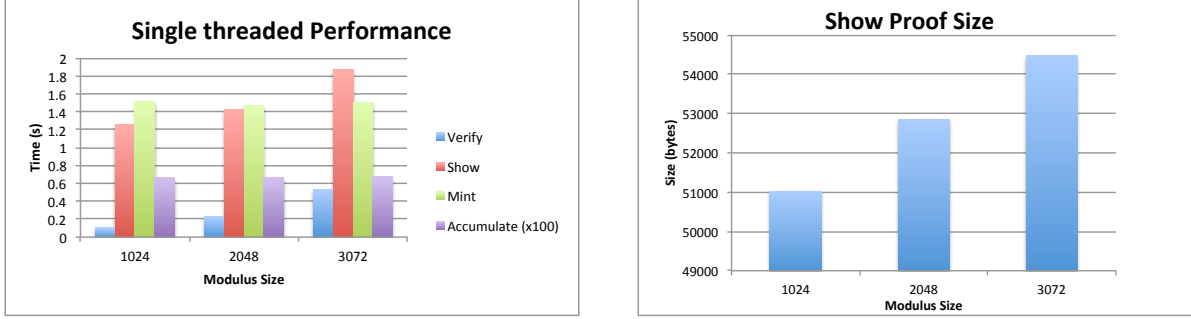 Single threaded Performance
2
1.8
1.6
1.4
1.2
1
0.8
0.6
0.4
0.2
0
Time (s)
1024 2048 3072
Modulus Size
Verify
Show
Mint
Accumulate (x100)
Show Proof Size
55000
54000
53000
52000
51000
50000
49000
Size (bytes)
1024 2048 3072
Modulus Size